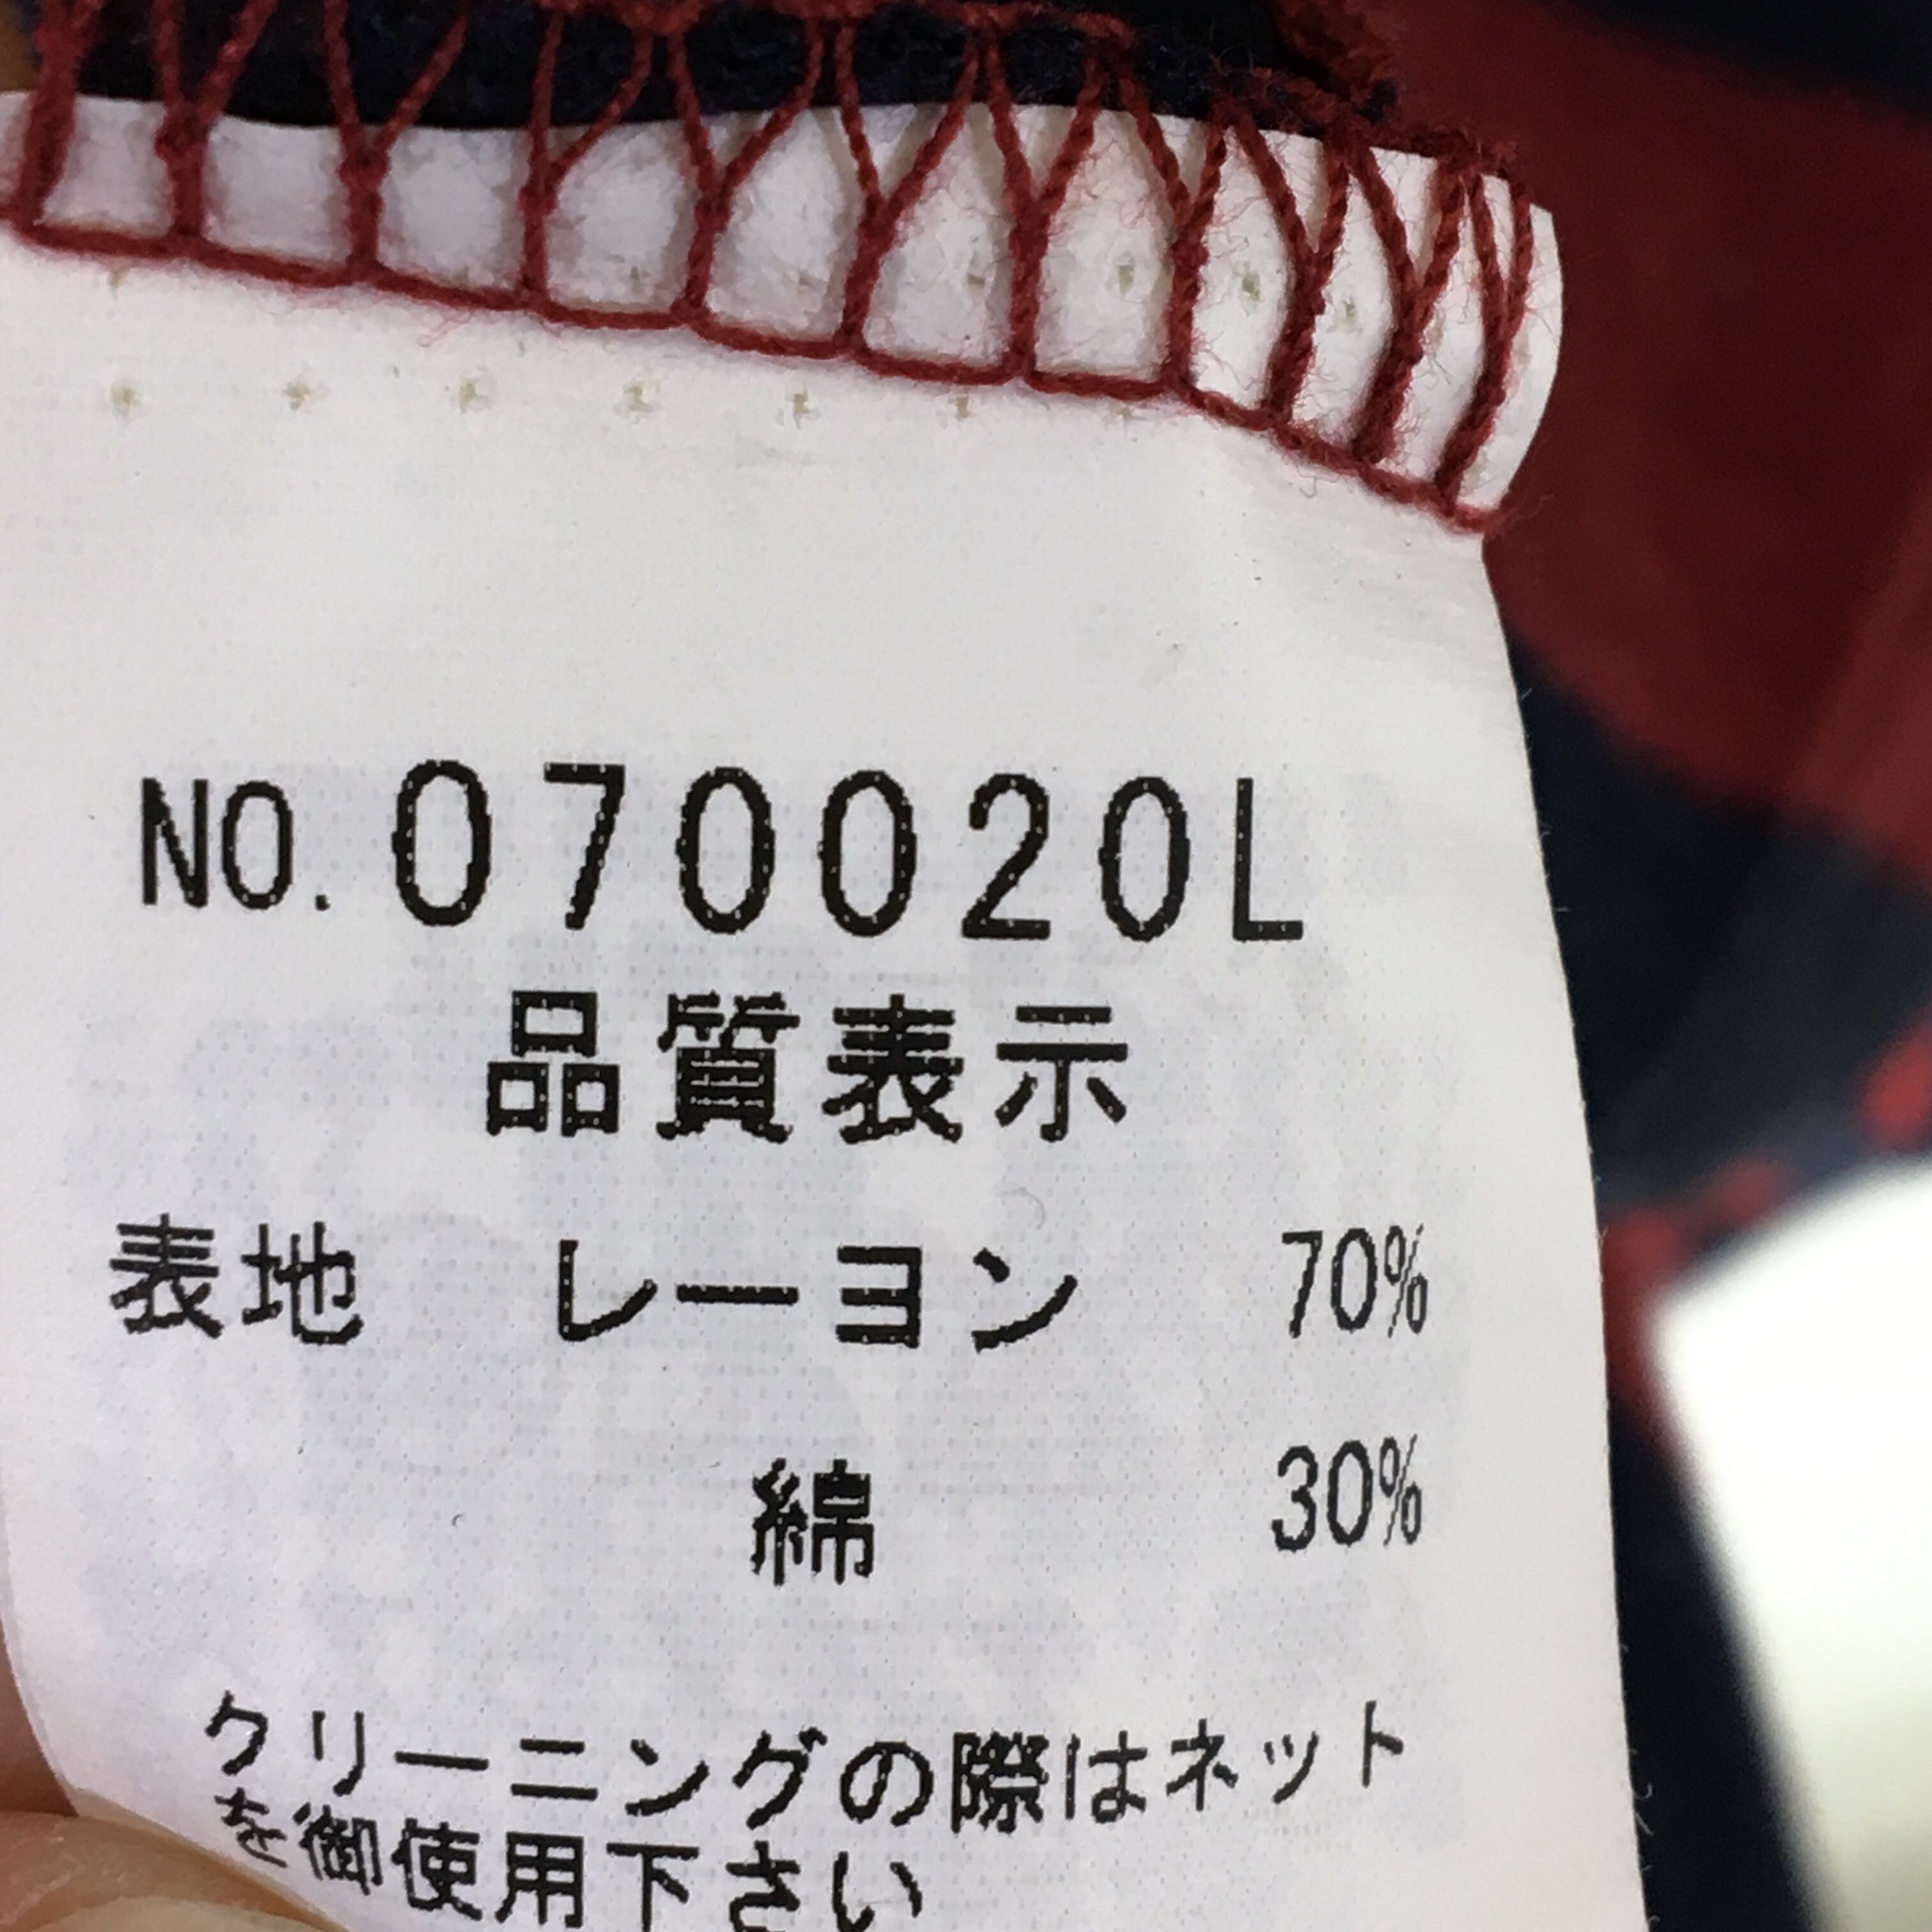 NO. 070020L
品質表示
表地 レーヨン 70%
綿 30%
クリーニングの際はネット
を御使用下さい